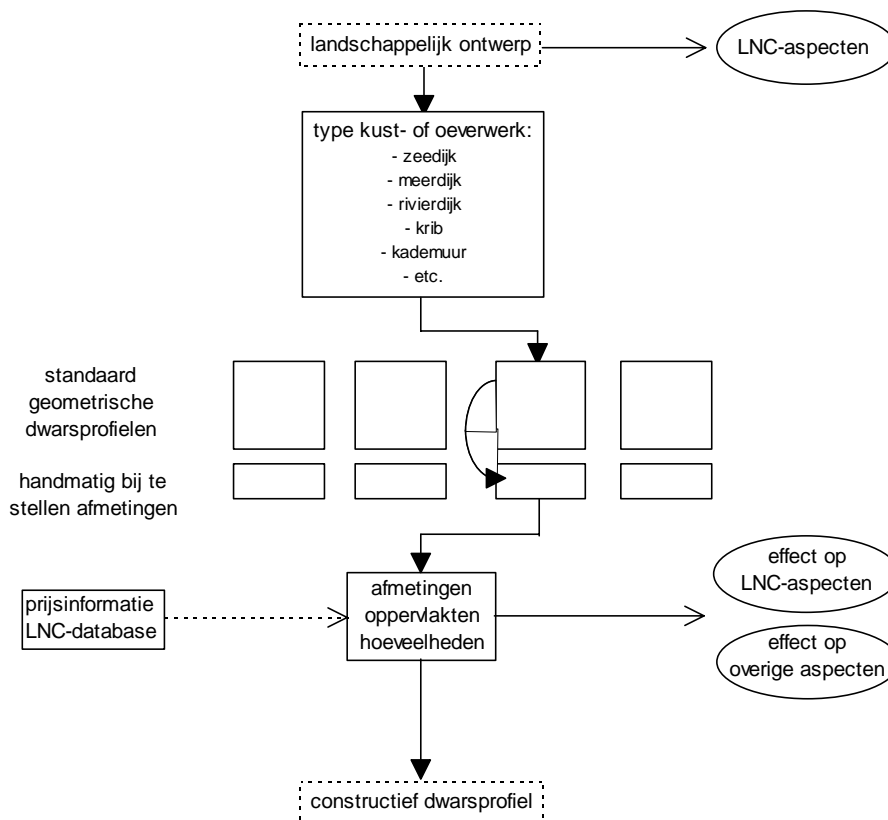 landschappelijk ontwerp
LNC-aspecten
type kust- of oeverwerk:
- zeedijk
- meerdijk
- rivierdijk
- krib
- kademuur
- etc.
standaard
geometrische
dwarsprofielen
handmatig bij te
stellen afmetingen
prijsinformatie
LNC-database
afmetingen
oppervlakten
hoeveelheden
effect op
LNC-aspecten
effect op
overige aspecten
constructief dwarsprofiel